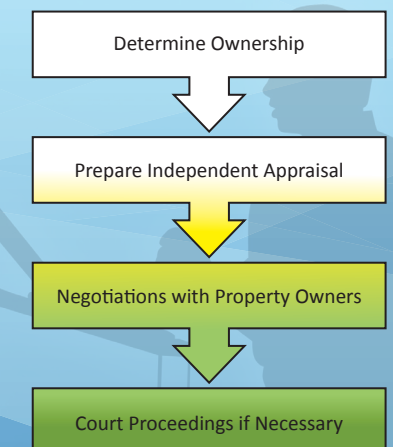 Determine Ownership
Prepare Independent Appraisal
Negotiations with Property Owners
Court Proceedings if Necessary